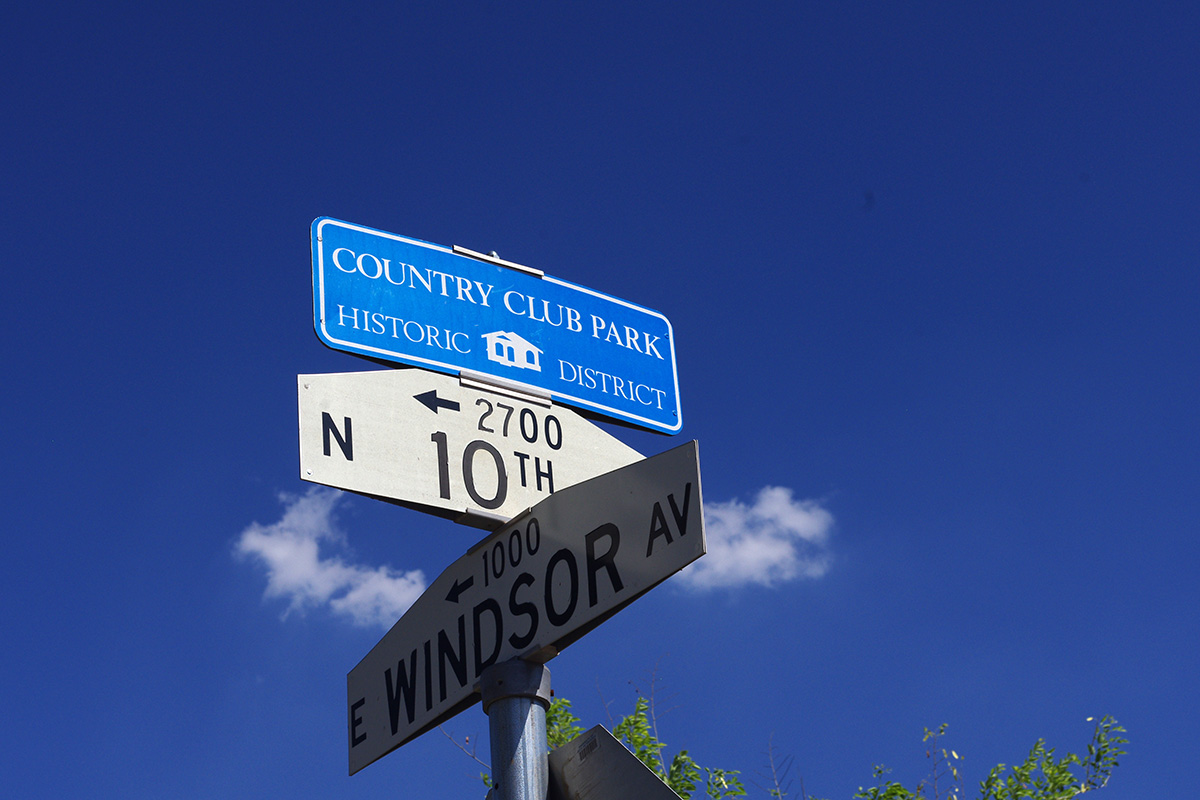 COUNTRY CLUB PARK
HISTORIC DISTRICT
← 2700
N 10TH
← 1000
E WINDSOR AV